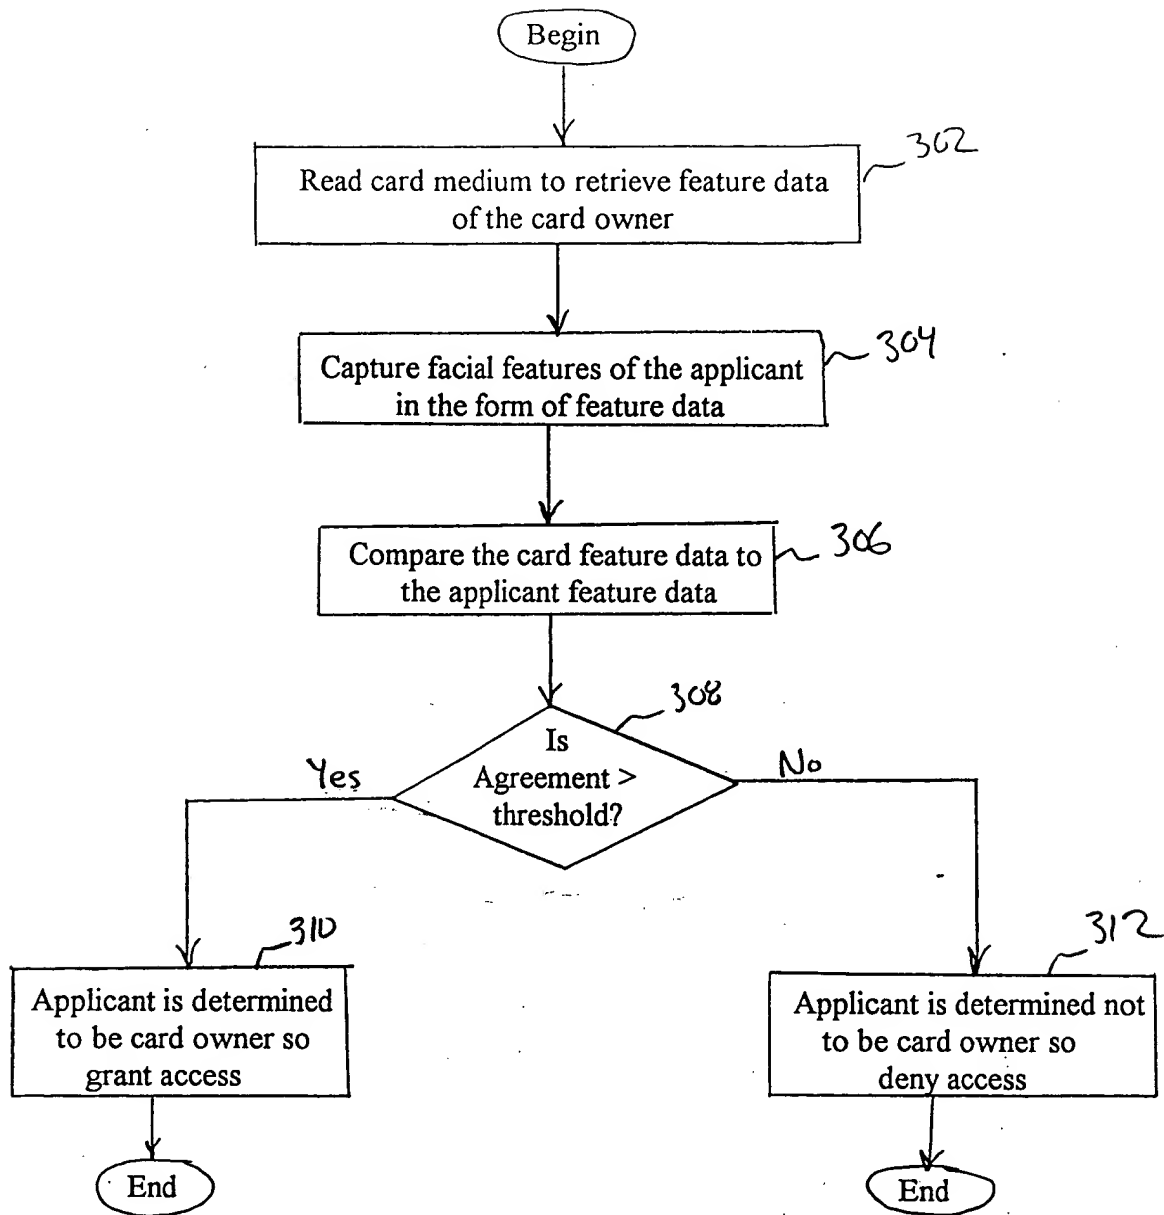 Begin
302
Read card medium to retrieve feature data
of the card owner
304
Capture facial features of the applicant
in the form of feature data
306
Compare the card feature data to
the applicant feature data
308
Is
Agreement >
threshold?
Yes
No
310
Applicant is determined
to be card owner so
grant access
312
Applicant is determined not
to be card owner so
deny access
End
End